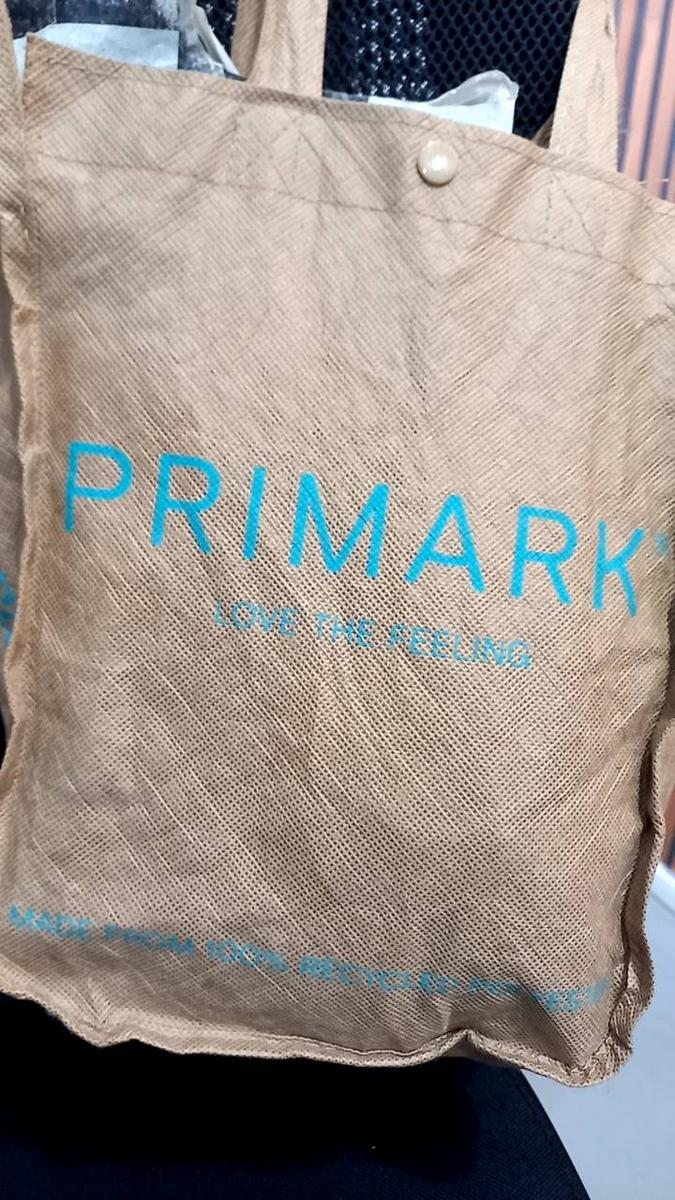 PRIMARK®
LOVE THE FEELING
MADE FROM 100% RECYCLED